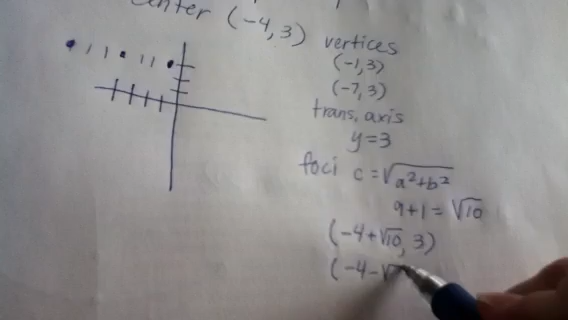 center (-4,3)
vertices
(-1,3)
(-7,3)
trans. axis
y=3
foci c=√a²+b²
9+1=√10
(-4+√10, 3)
(-4-√